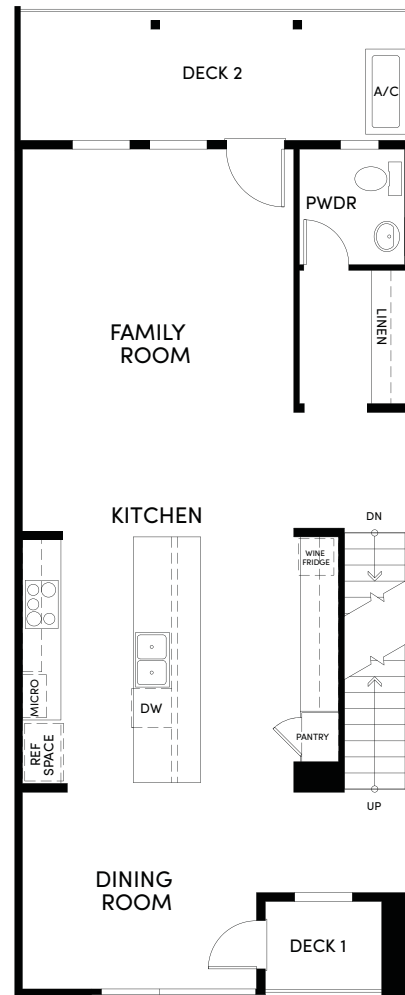 DECK 2
A/C
PWDR
LINEN
FAMILY
ROOM
KITCHEN
DN
WINE
FRIDGE
MICRO
DW
REF
SPACE
PANTRY
UP
DINING
ROOM
DECK 1